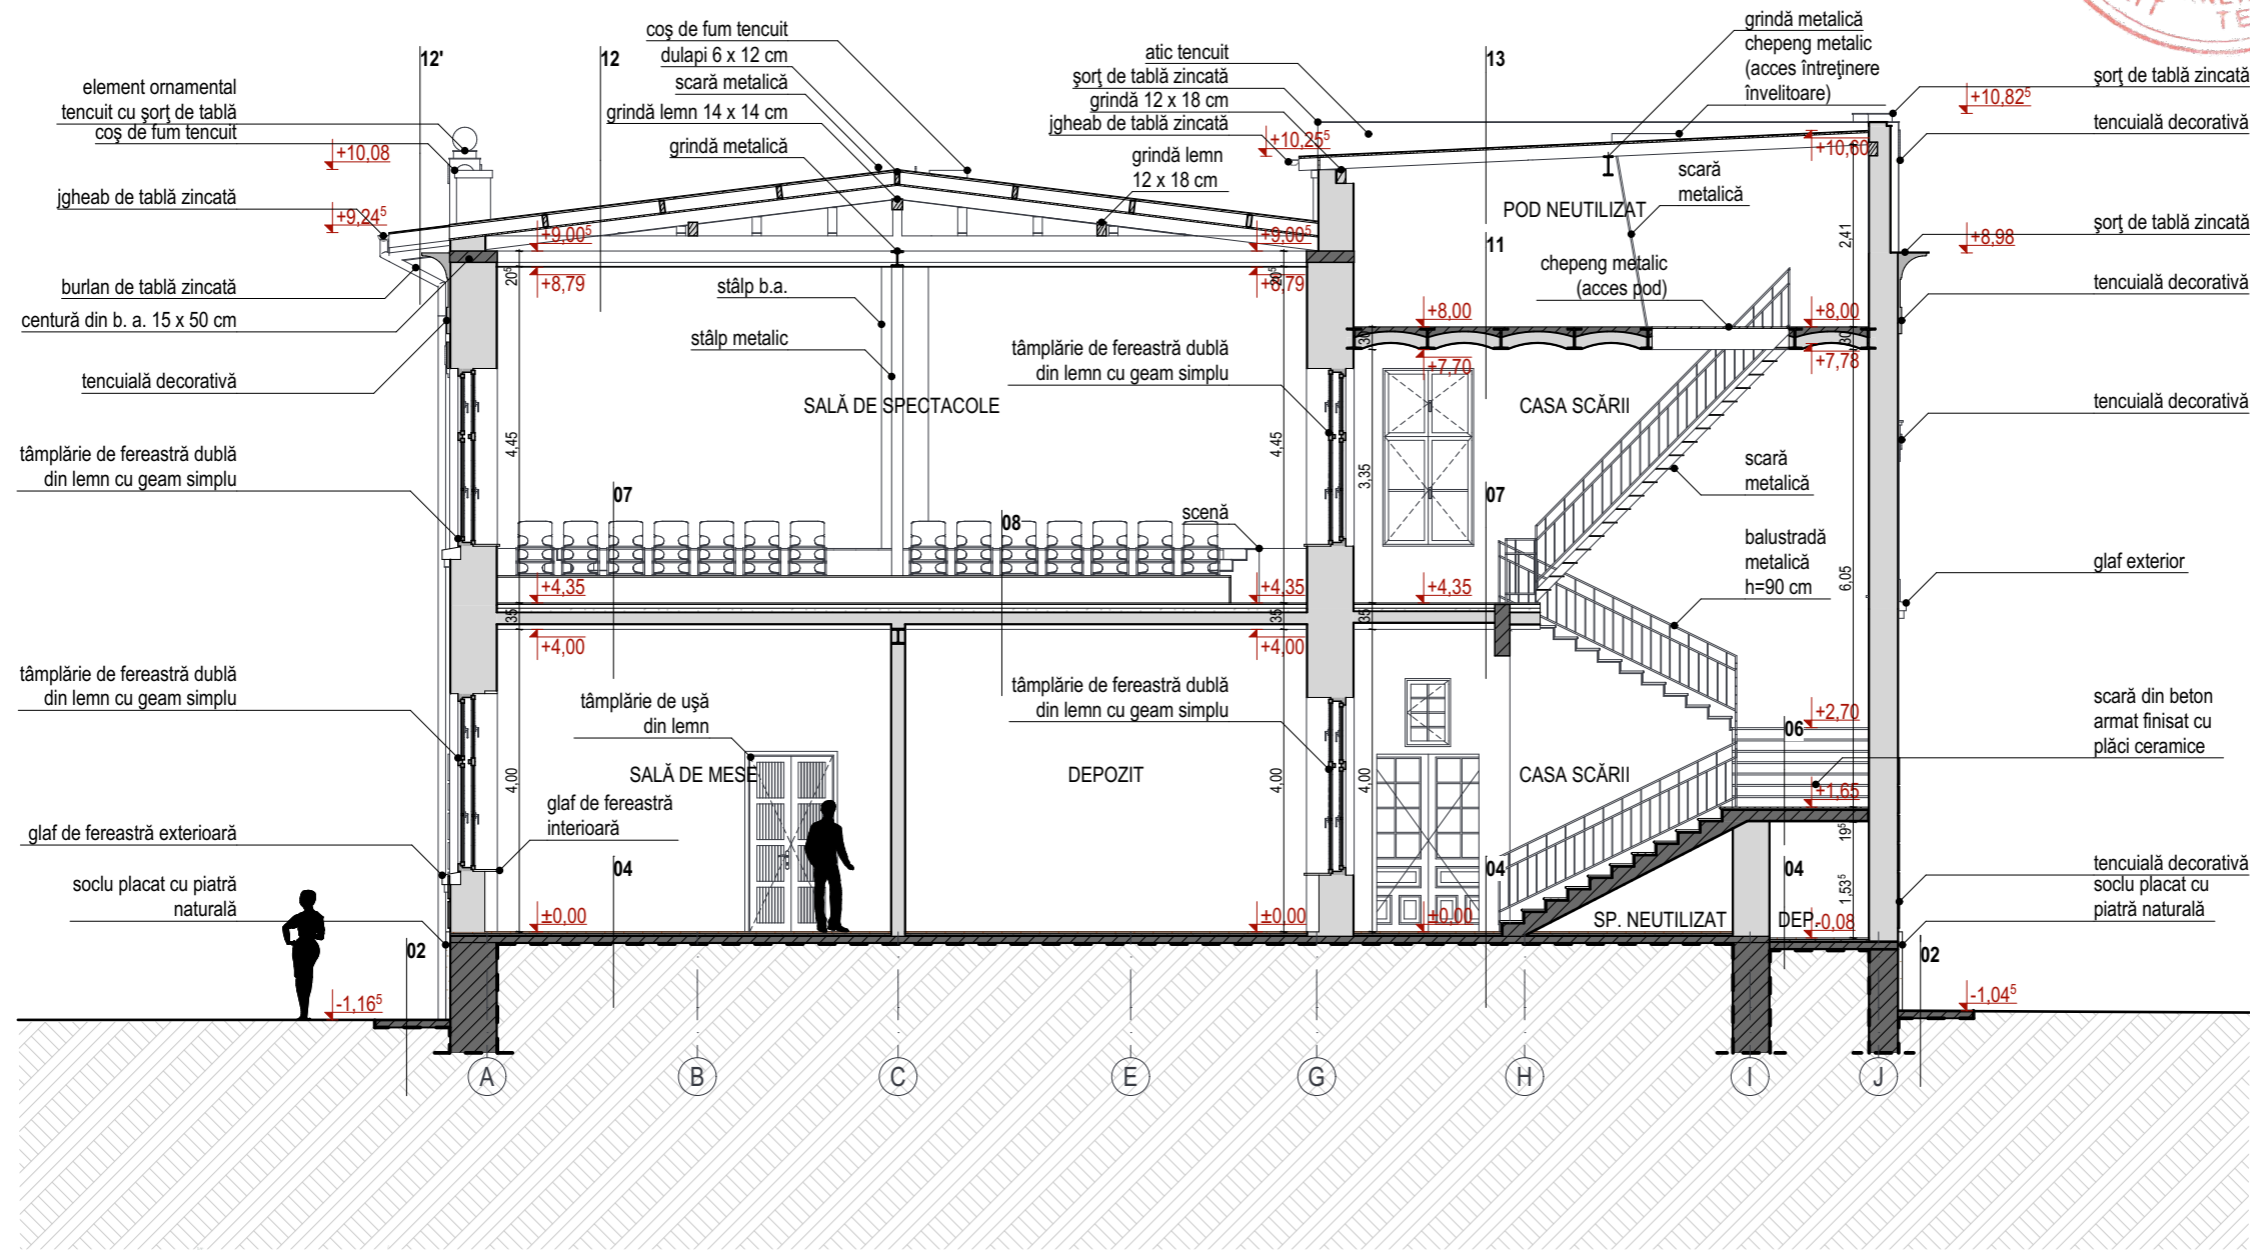 coş de fum tencuit
dulapi 6 x 12 cm
scară metalică
grindă lemn 14 x 14 cm
grindă metalică
12'
12
element ornamental
tencuit cu şorţ de tablă
coş de fum tencuit
+10,08
jgheab de tablă zincată
+9,24⁵
burlan de tablă zincată
centură din b. a. 15 x 50 cm
tencuială decorativă
tâmplărie de fereastră dublă
din lemn cu geam simplu
tâmplărie de fereastră dublă
din lemn cu geam simplu
glaf de fereastră exterioară
soclu placat cu piatră
naturală
02
-1,16⁵
atic tencuit
şorţ de tablă zincată
grindă 12 x 18 cm
jgheab de tablă zincată
grindă lemn
12 x 18 cm
+10,25⁵
13
grindă metalică
chepeng metalic
(acces întreţinere
învelitoare)
+10,60
+10,82⁵
şorţ de tablă zincată
tencuială decorativă
şorţ de tablă zincată
+8,98
tencuială decorativă
tencuială decorativă
glaf exterior
scară din beton
armat finisat cu
plăci ceramice
tencuială decorativă
soclu placat cu
piatră naturală
02
-1,04⁵
scară
metalică
POD NEUTILIZAT
2,41
11
chepeng metalic
(acces pod)
+8,00
+8,00
30
30
+7,70
+7,78
+9,00⁵
+9,00⁵
20⁵
20⁵
+8,79
+8,79
stâlp b.a.
stâlp metalic
tâmplărie de fereastră dublă
din lemn cu geam simplu
SALĂ DE SPECTACOLE
CASA SCĂRII
4,45
4,45
3,35
scară
metalică
07
08
scenă
07
balustradă
metalică
h=90 cm
6,05
+4,35
+4,35
+4,35
35
35
35
+4,00
+4,00
tâmplărie de uşă
din lemn
tâmplărie de fereastră dublă
din lemn cu geam simplu
+2,70
06
SALĂ DE MESE
DEPOZIT
CASA SCĂRII
4,00
4,00
4,00
+1,65
glaf de fereastră
interioară
19⁵
04
04
04
1,53⁵
±0,00
±0,00
±0,00
SP. NEUTILIZAT
DEP.
-0,08
A
B
C
E
G
H
I
J